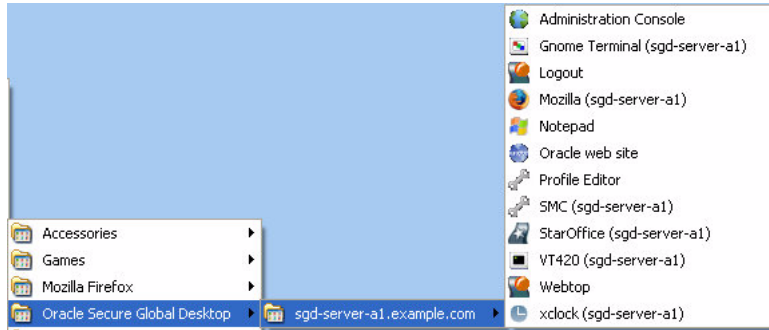 Accessories
Games
Mozilla Firefox
Oracle Secure Global Desktop
sgd-server-a1.example.com
Administration Console
Gnome Terminal (sgd-server-a1)
Logout
Mozilla (sgd-server-a1)
Notepad
Oracle web site
Profile Editor
SMC (sgd-server-a1)
StarOffice (sgd-server-a1)
VT420 (sgd-server-a1)
Webtop
xclock (sgd-server-a1)